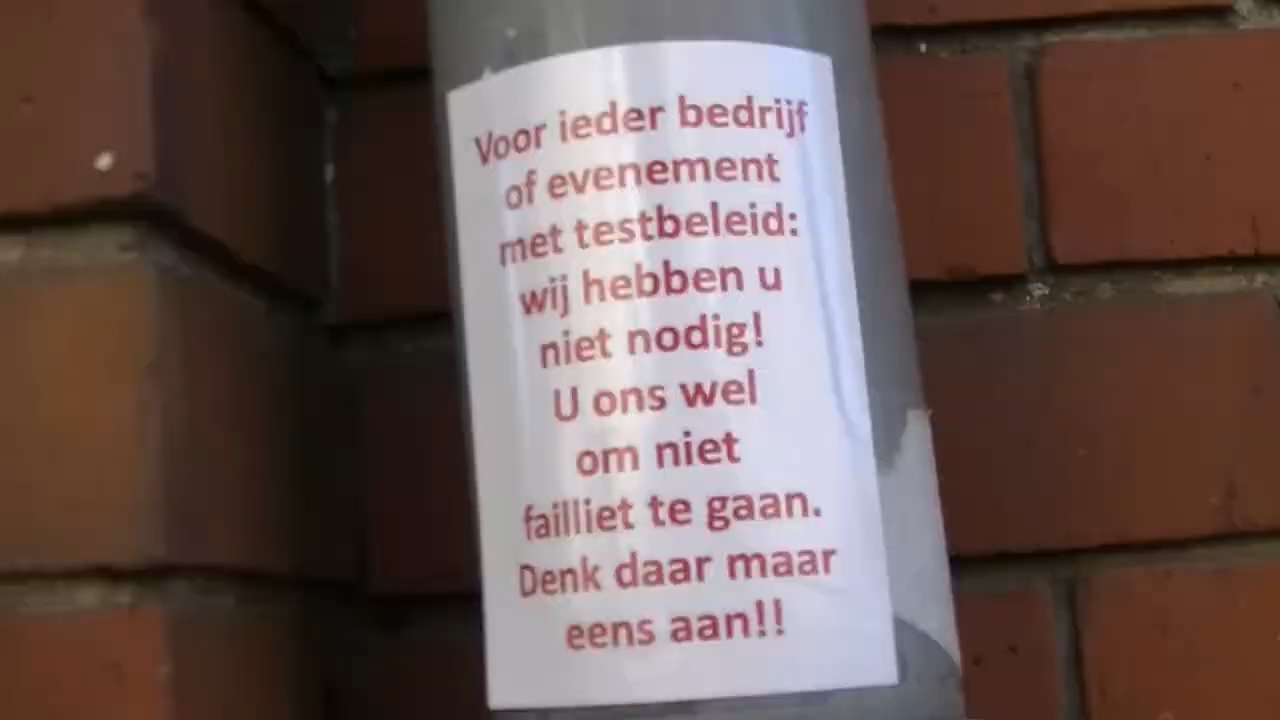 Voor ieder bedrijf
of evenement
met testbeleid:
wij hebben u
niet nodig!
U ons wel
om niet
failliet te gaan.
Denk daar maar
eens aan!!